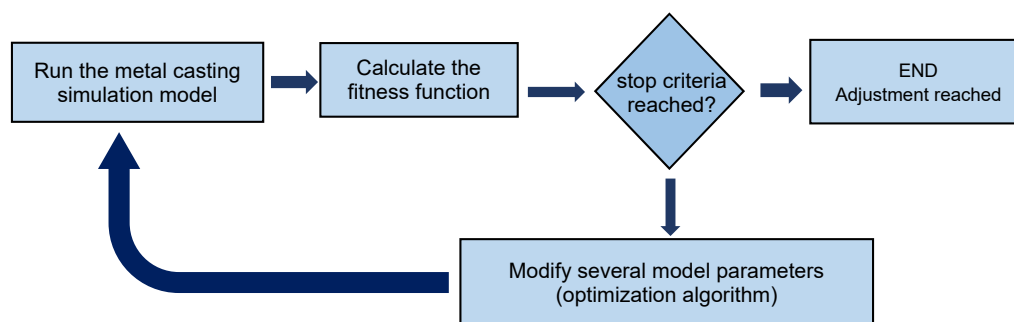 Run the metal casting
simulation model
Calculate the
fitness function
stop criteria
reached?
END
Adjustment reached
Modify several model parameters
(optimization algorithm)